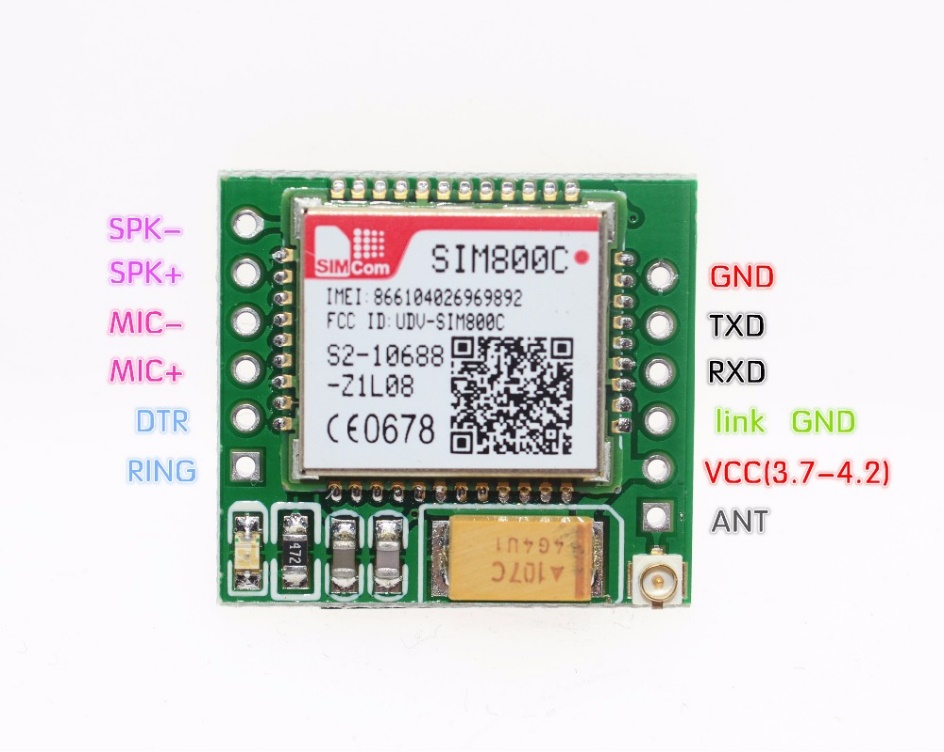 SPK-
SPK+
MIC-
MIC+
DTR
RING
SIMCom
SIM800C
IMEI:866104026969892
FCC ID:UDV-SIM800C
S2-10688
-Z1L08
CE0678
GND
TXD
RXD
link GND
VCC(3.7-4.2)
ANT
472
4G4U1
107C